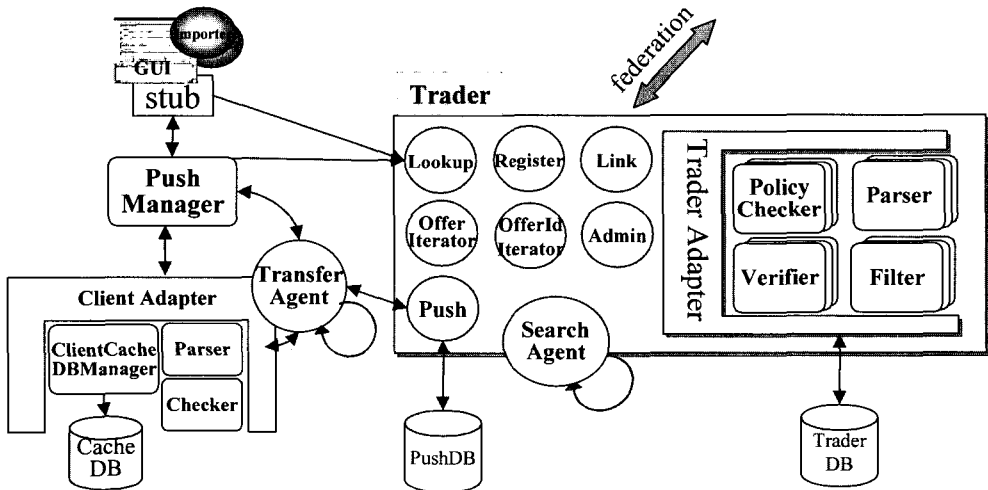 Importer
GUI
stub
federation
Trader
Lookup
Register
Link
Push
Manager
Offer
Iterator
OfferId
Iterator
Admin
Transfer
Agent
Push
Search
Agent
Trader Adapter
Policy
Checker
Parser
Verifier
Filter
Client Adapter
ClientCache
DBManager
Parser
Checker
Cache
DB
PushDB
Trader
DB